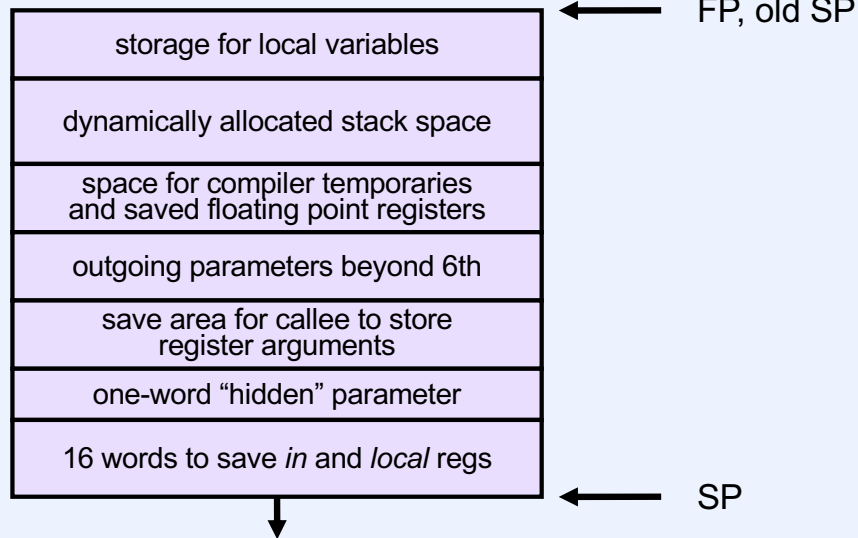 FP, old SP
storage for local variables
dynamically allocated stack space
space for compiler temporaries
and saved floating point registers
outgoing parameters beyond 6th
save area for callee to store
register arguments
one-word “hidden” parameter
16 words to save in and local regs
SP